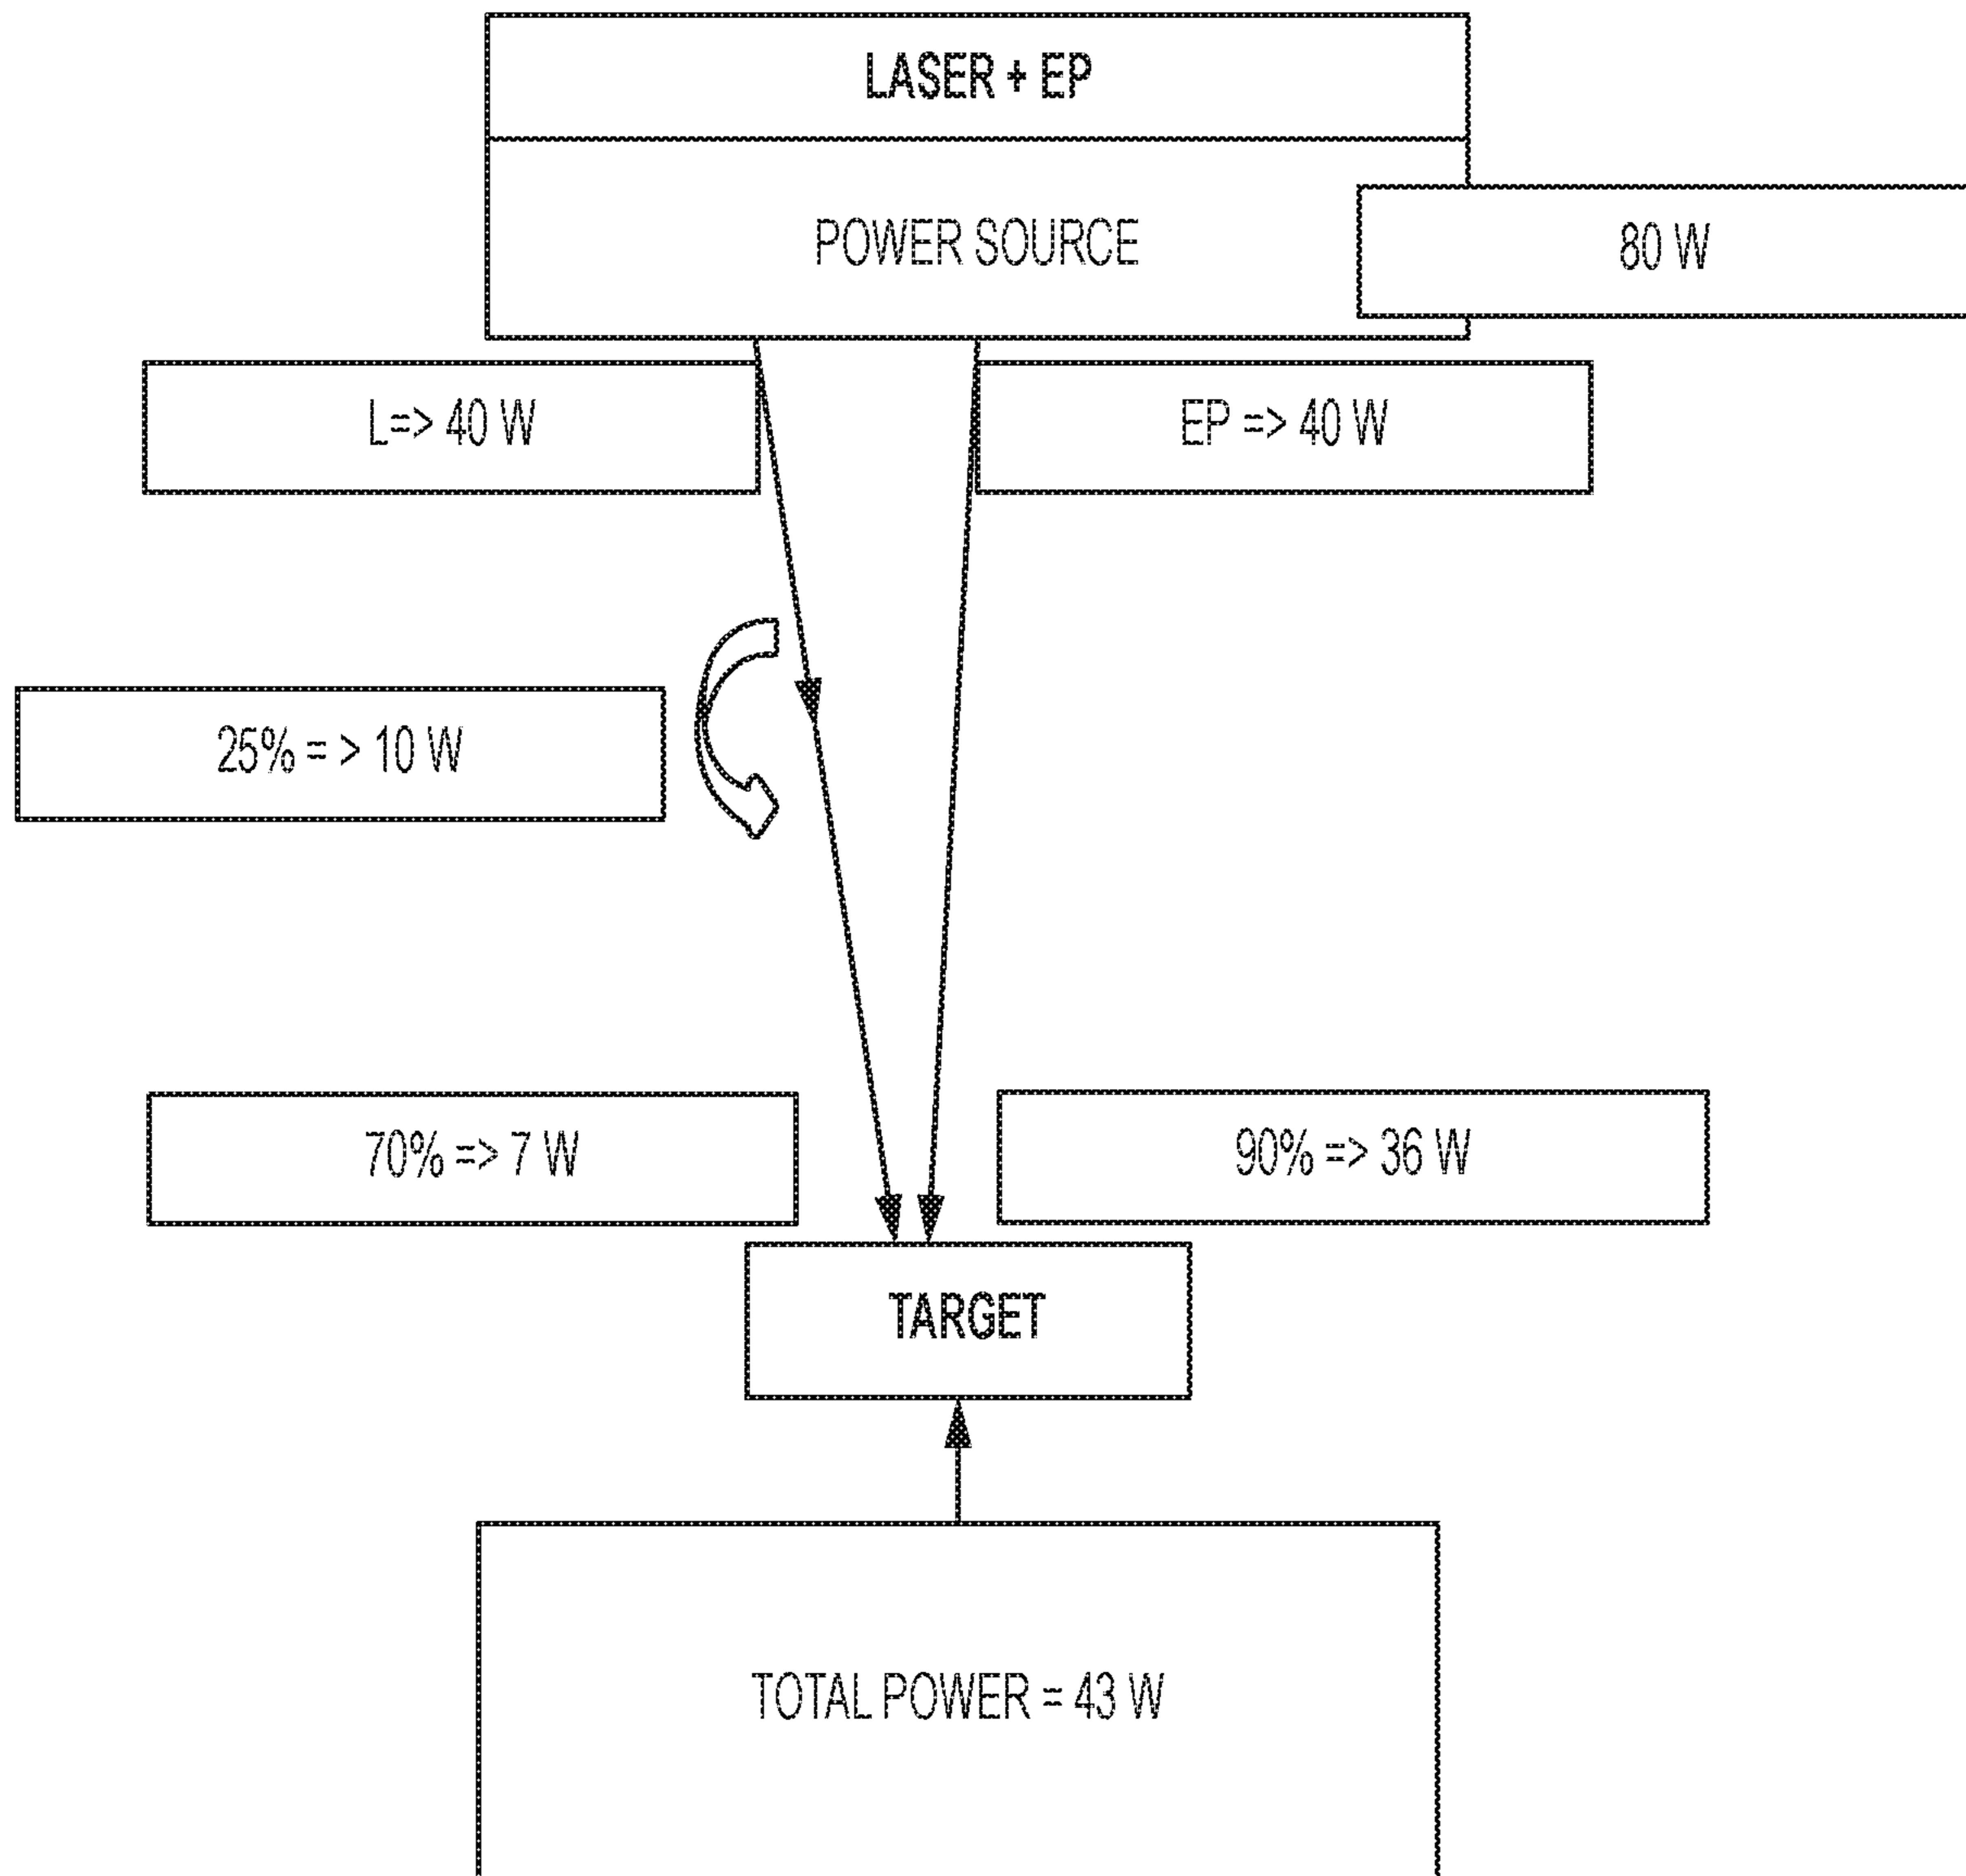 LASER + EP
POWER SOURCE
80 W
L=> 40 W
EP => 40 W
25% = > 10 W
70% => 7 W
90% => 36 W
TARGET
TOTAL POWER = 43 W